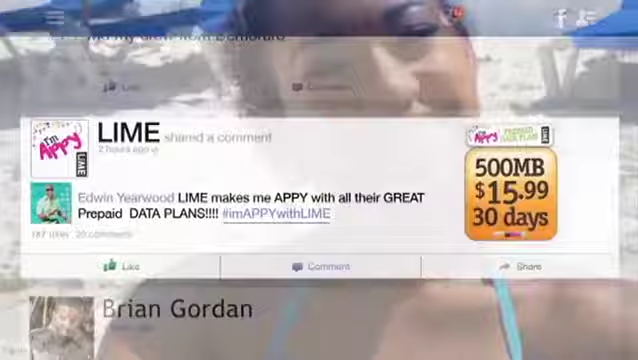 LIME shared a comment
2 hours ago
I'm Appy LIME
Edwin Yearwood LIME makes me APPY with all their GREAT
Prepaid DATA PLANS!!!! #imAPPYwithLIME
Like
Comment
Share
500MB
$15.99
30 days
Brian Gordan